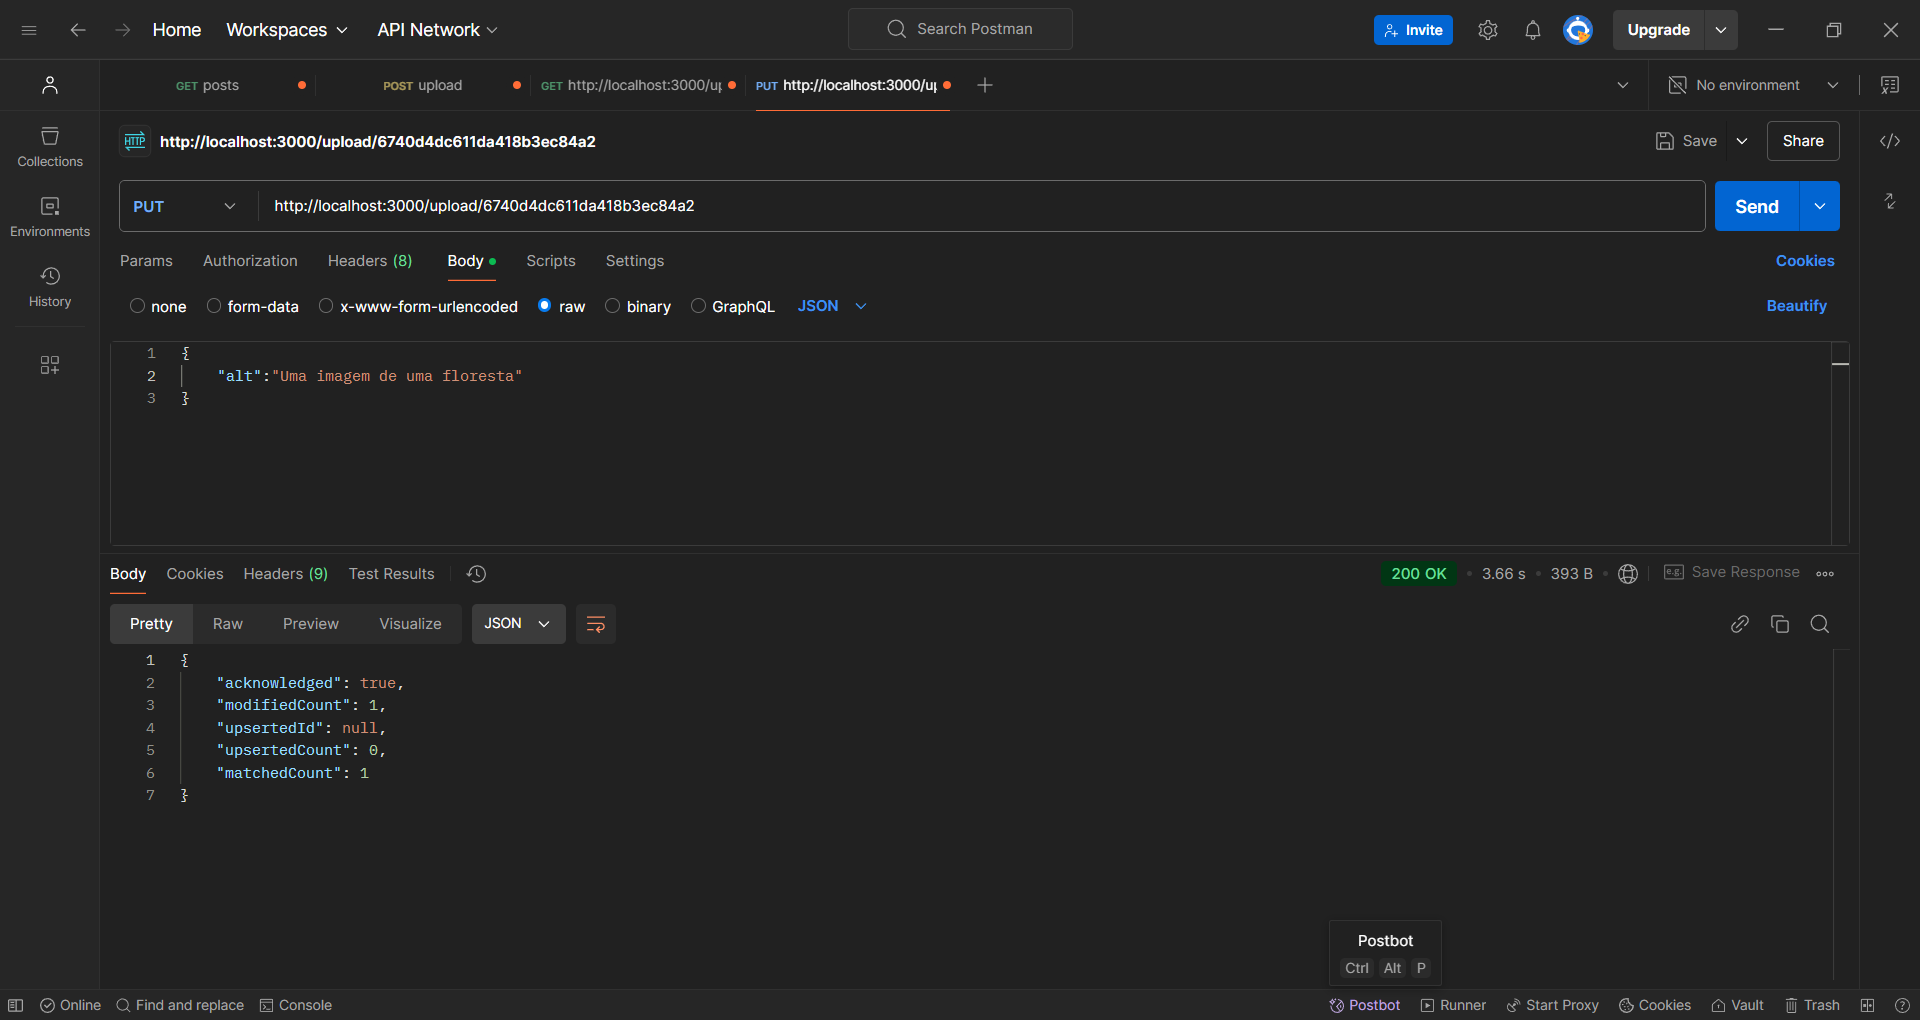 Home Workspaces API Network Search Postman Invite Upgrade
GET posts POST upload GET http://localhost:3000/up PUT http://localhost:3000/up No environment
HTTP http://localhost:3000/upload/6740d4dc611da418b3ec84a2 Save Share
Collections
PUT http://localhost:3000/upload/6740d4dc611da418b3ec84a2 Send
Environments
Params Authorization Headers (8) Body Scripts Settings Cookies
History
none form-data x-www-form-urlencoded raw binary GraphQL JSON Beautify
1 {
2 "alt":"Uma imagem de uma floresta"
3 }
Body Cookies Headers (9) Test Results 200 OK • 3.66 s • 393 B • e.g. Save Response
Pretty Raw Preview Visualize JSON
1 {
2 "acknowledged": true,
3 "modifiedCount": 1,
4 "upsertedId": null,
5 "upsertedCount": 0,
6 "matchedCount": 1
7 }
Postbot
Ctrl Alt P
Online Find and replace Console Postbot Runner Start Proxy Cookies Vault Trash